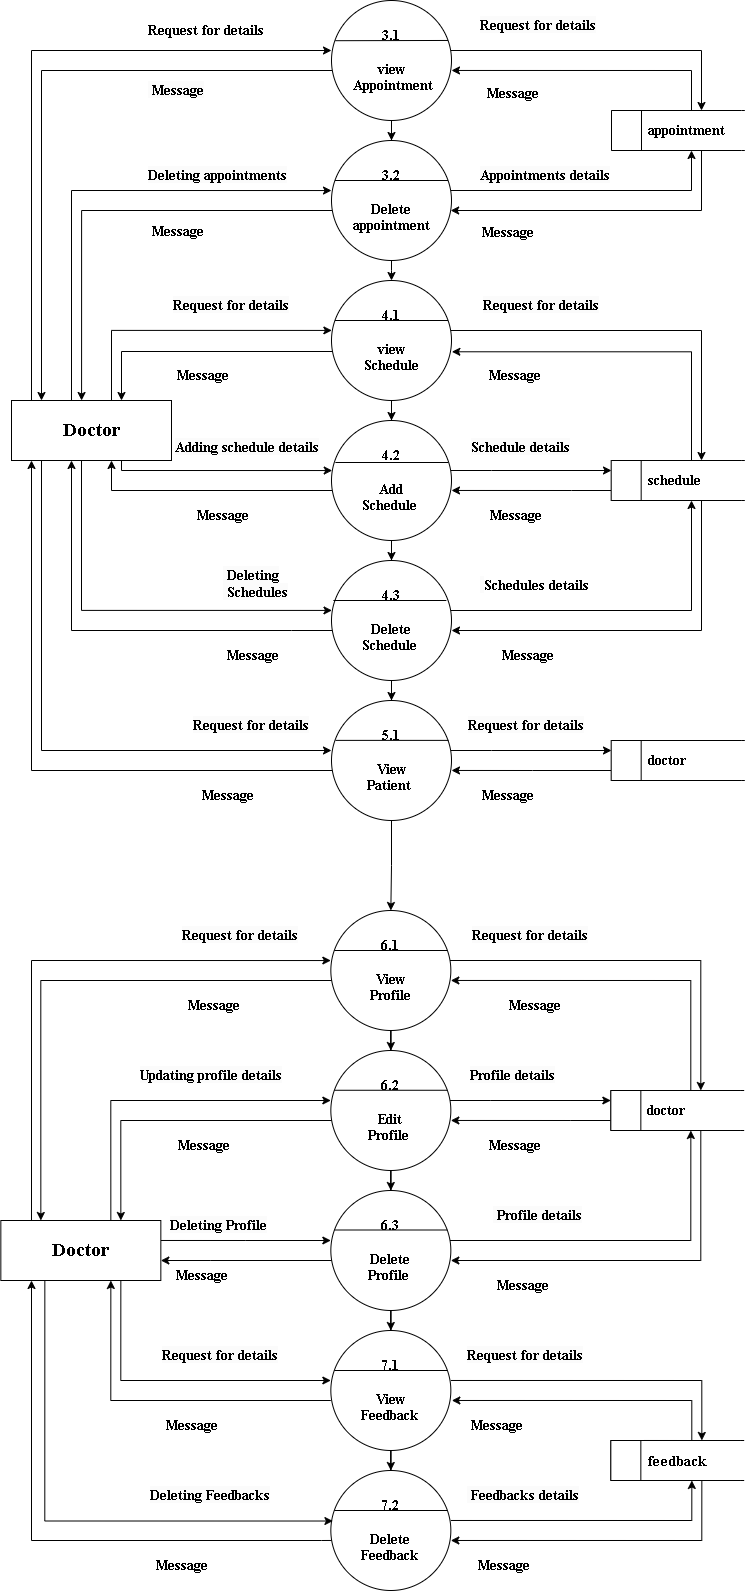 Request for details
3.1
Request for details
view
Appointment
Message
Message
appointment
Deleting appointments
3.2
Appointments details
Delete
appointment
Message
Message
Request for details
4.1
Request for details
view
Schedule
Message
Message
Doctor
Adding schedule details
4.2
Schedule details
schedule
Add
Schedule
Message
Message
Deleting
Schedules
4.3
Schedules details
Delete
Schedule
Message
Message
Request for details
5.1
Request for details
doctor
View
Patient
Message
Message
Request for details
6.1
Request for details
View
Profile
Message
Message
Updating profile details
6.2
Profile details
doctor
Edit
Profile
Message
Message
Deleting Profile
6.3
Profile details
Doctor
Delete
Profile
Message
Message
Request for details
7.1
Request for details
View
Feedback
Message
Message
feedback
Deleting Feedbacks
7.2
Feedbacks details
Delete
Feedback
Message
Message